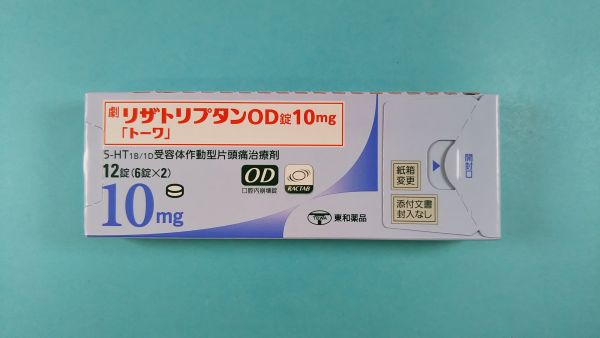 劇 リザトリプタンOD錠10mg
「トーワ」
5-HT1B/1D受容体作動型片頭痛治療剤
12錠(6錠×2)
10mg
OD
口腔内崩壊錠
RACTAB
TOWA 東和薬品
開封口
紙箱
変更
添付文書
封入なし